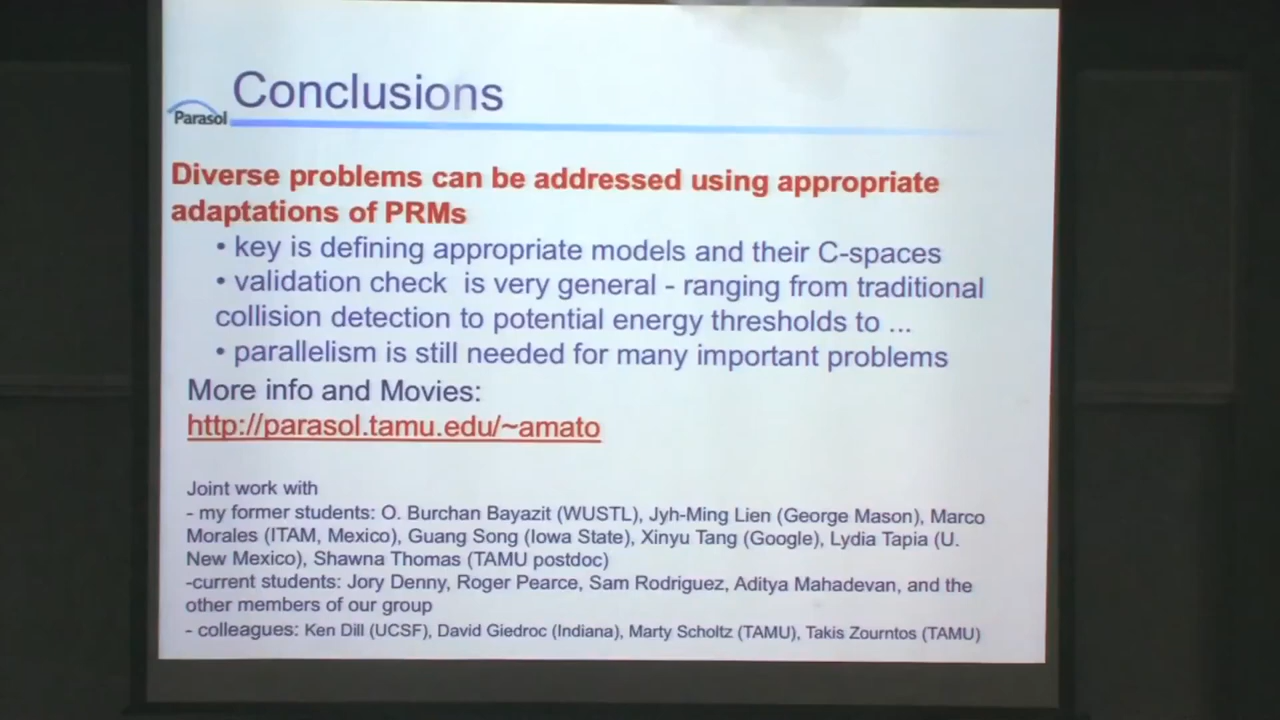 Conclusions
Parasol
Diverse problems can be addressed using appropriate
adaptations of PRMs
• key is defining appropriate models and their C-spaces
• validation check is very general - ranging from traditional
collision detection to potential energy thresholds to ...
• parallelism is still needed for many important problems
More info and Movies:
http://parasol.tamu.edu/~amato
Joint work with
- my former students: O. Burchan Bayazit (WUSTL), Jyh-Ming Lien (George Mason), Marco
Morales (ITAM, Mexico), Guang Song (Iowa State), Xinyu Tang (Google), Lydia Tapia (U.
New Mexico), Shawna Thomas (TAMU postdoc)
-current students: Jory Denny, Roger Pearce, Sam Rodriguez, Aditya Mahadevan, and the
other members of our group
- colleagues: Ken Dill (UCSF), David Giedroc (Indiana), Marty Scholtz (TAMU), Takis Zourntos (TAMU)